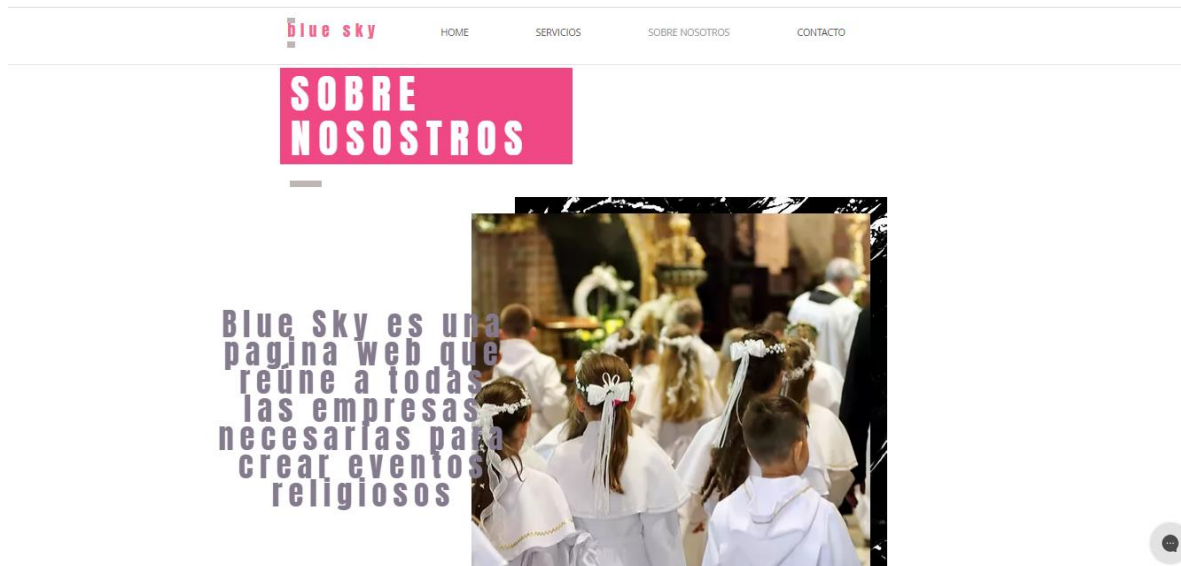 blue sky
HOME SERVICIOS SOBRE NOSOTROS CONTACTO
SOBRE
NOSOSTROS
Blue Sky es una
pagina web que
reúne a todas
las empresas
necesarias para
crear eventos
religiosos